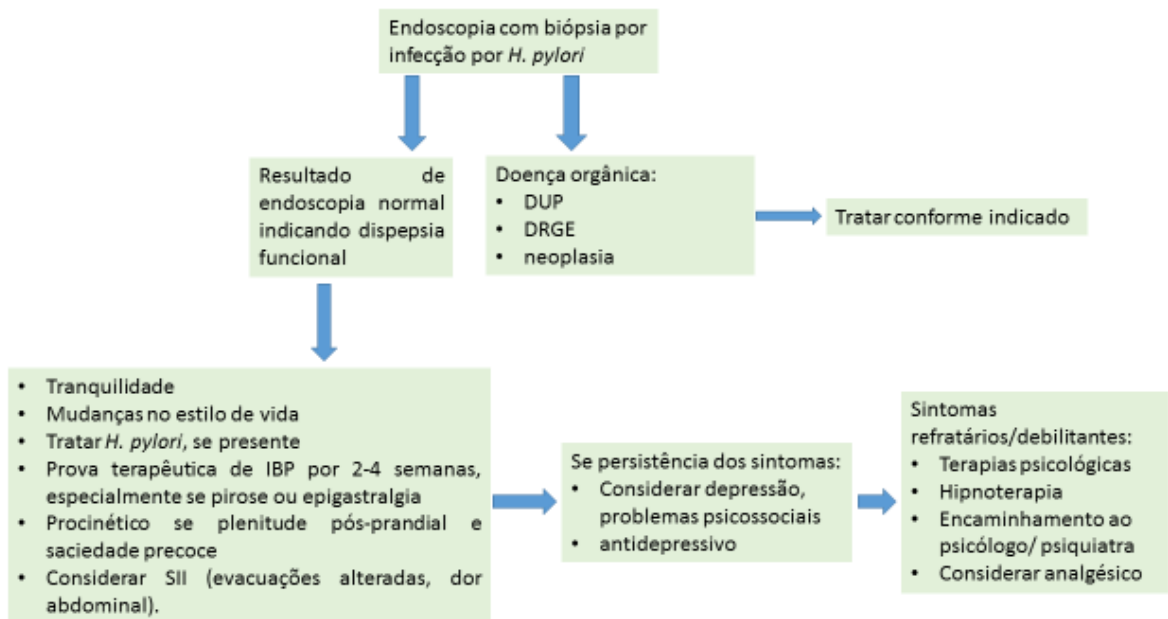 Endoscopia com biópsia por
infecção por H. pylori
Resultado de
endoscopia normal
indicando dispepsia
funcional
Doença orgânica:
• DUP
• DRGE
• neoplasia
Tratar conforme indicado
• Tranquilidade
• Mudanças no estilo de vida
• Tratar H. pylori, se presente
• Prova terapêutica de IBP por 2-4 semanas,
especialmente se pirose ou epigastralgia
• Procinético se plenitude pós-prandial e
saciedade precoce
• Considerar SII (evacuações alteradas, dor
abdominal).
Se persistência dos sintomas:
• Considerar depressão,
problemas psicossociais
• antidepressivo
Sintomas
refratários/debilitantes:
• Terapias psicológicas
• Hipnoterapia
• Encaminhamento ao
psicólogo/ psiquiatra
• Considerar analgésico